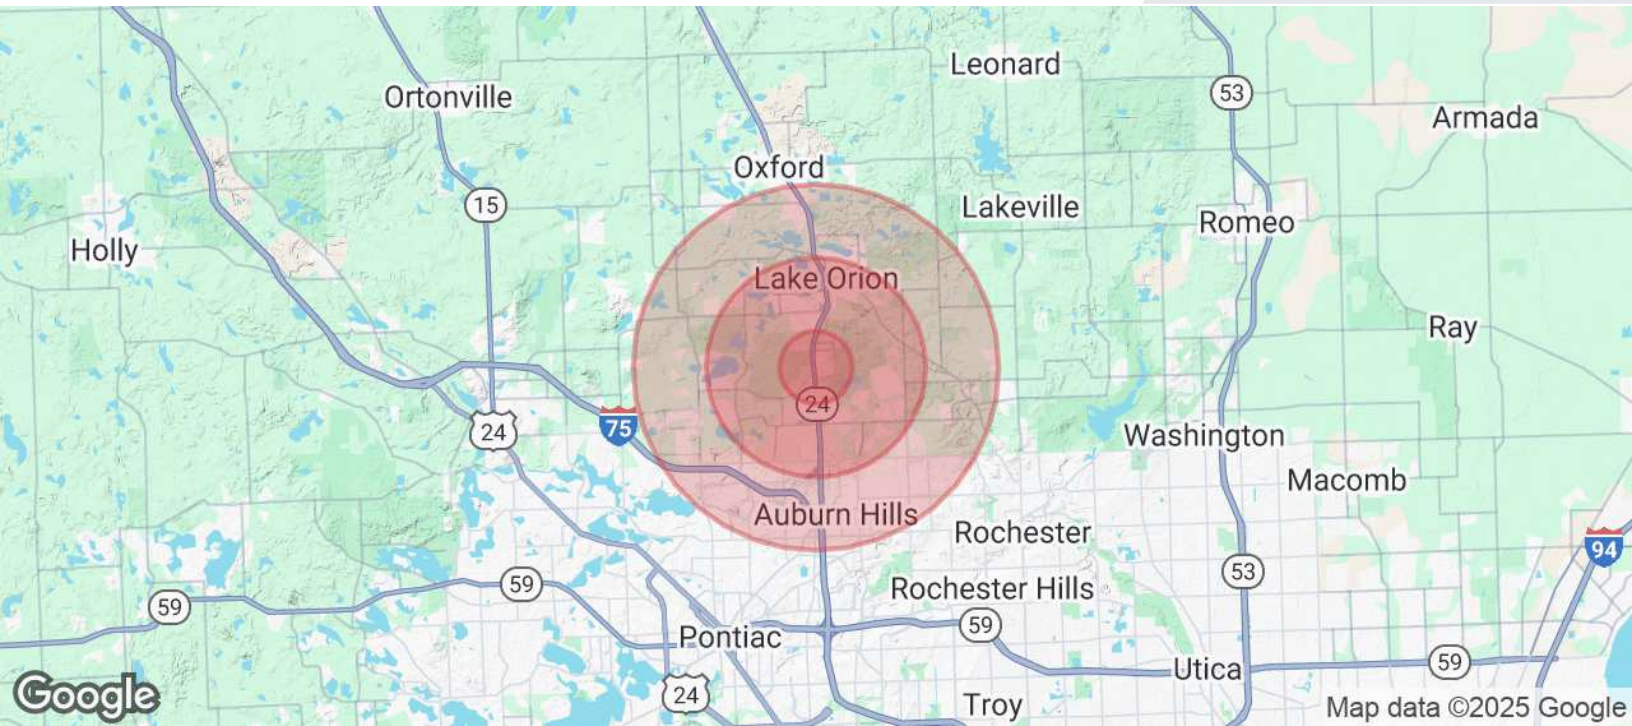 Leonard
53
Ortonville
Armada
Oxford
15
Lakeville
Romeo
Holly
Lake Orion
Ray
24
75
24
Washington
Macomb
Auburn Hills
Rochester
94
53
59
59
Rochester Hills
59
Pontiac
59
Utica
24
Troy
Google
Map data ©2025 Google